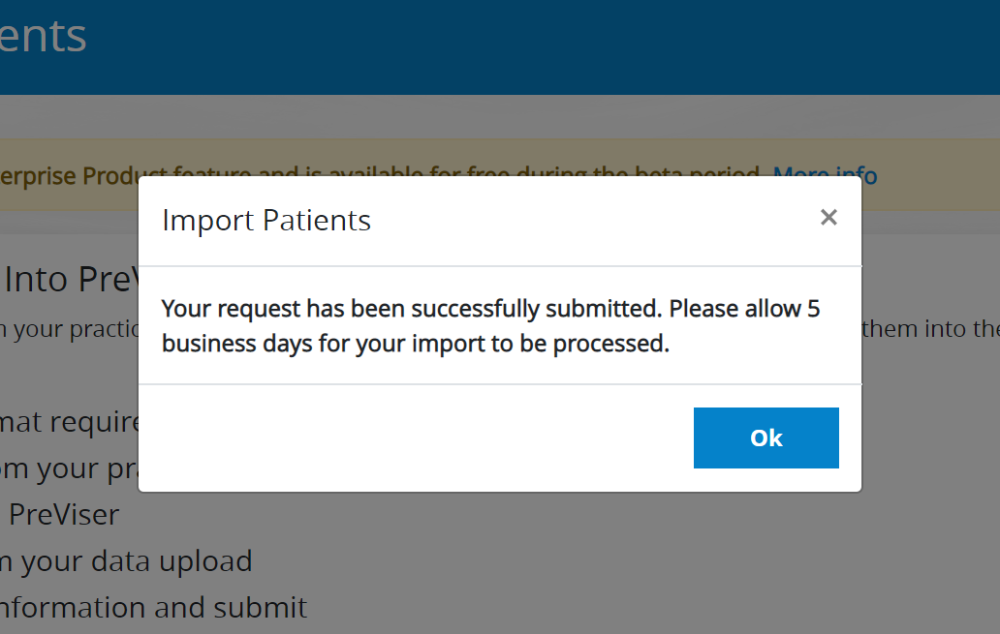 ents
erprise Product feature and is available for free during the beta period. More info
Import Patients
×
Into PreV
your practic
them into the
Your request has been successfully submitted. Please allow 5
business days for your import to be processed.
mat require
om your pra
Ok
PreViser
n your data upload
nformation and submit